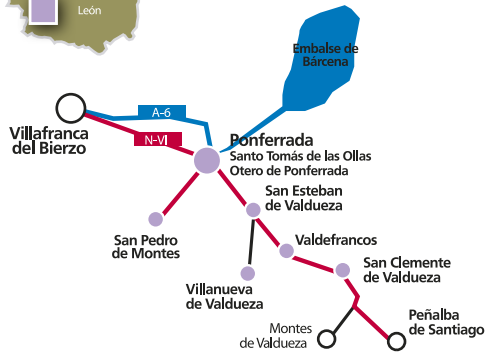 León
Embalse de
Bárcena
A-6
N-VI
Villafranca
del Bierzo
Ponferrada
Santo Tomás de las Ollas
Otero de Ponferrada
San Esteban
de Valdueza
San Pedro
de Montes
Valdefrancos
San Clemente
de Valdueza
Villanueva
de Valdueza
Montes
de Valdueza
Peñalba
de Santiago